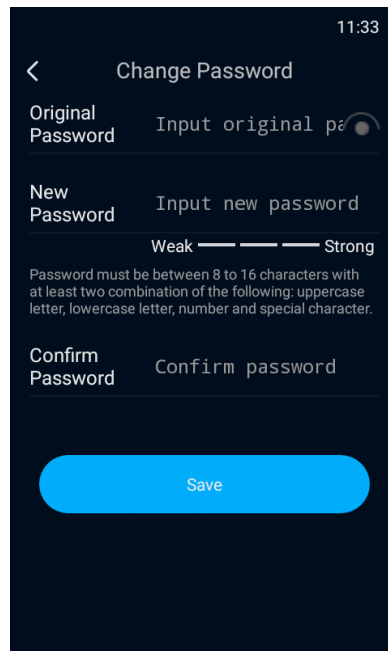 11:33
Change Password
Original
Password
Input original pa
New
Password
Input new password
Weak
Strong
Password must be between 8 to 16 characters with
at least two combination of the following: uppercase
letter, lowercase letter, number and special character.
Confirm
Password
Confirm password
Save